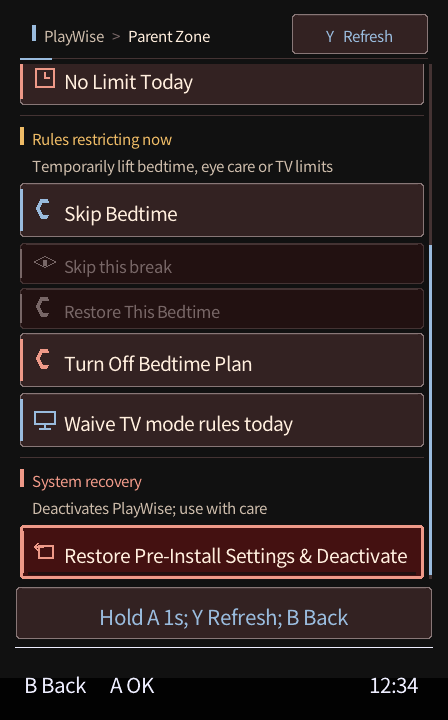 PlayWise > Parent Zone
Y Refresh
No Limit Today
Rules restricting now
Temporarily lift bedtime, eye care or TV limits
Skip Bedtime
Skip this break
Restore This Bedtime
Turn Off Bedtime Plan
Waive TV mode rules today
System recovery
Deactivates PlayWise; use with care
Restore Pre-Install Settings & Deactivate
Hold A 1s; Y Refresh; B Back
B Back A OK 12:34